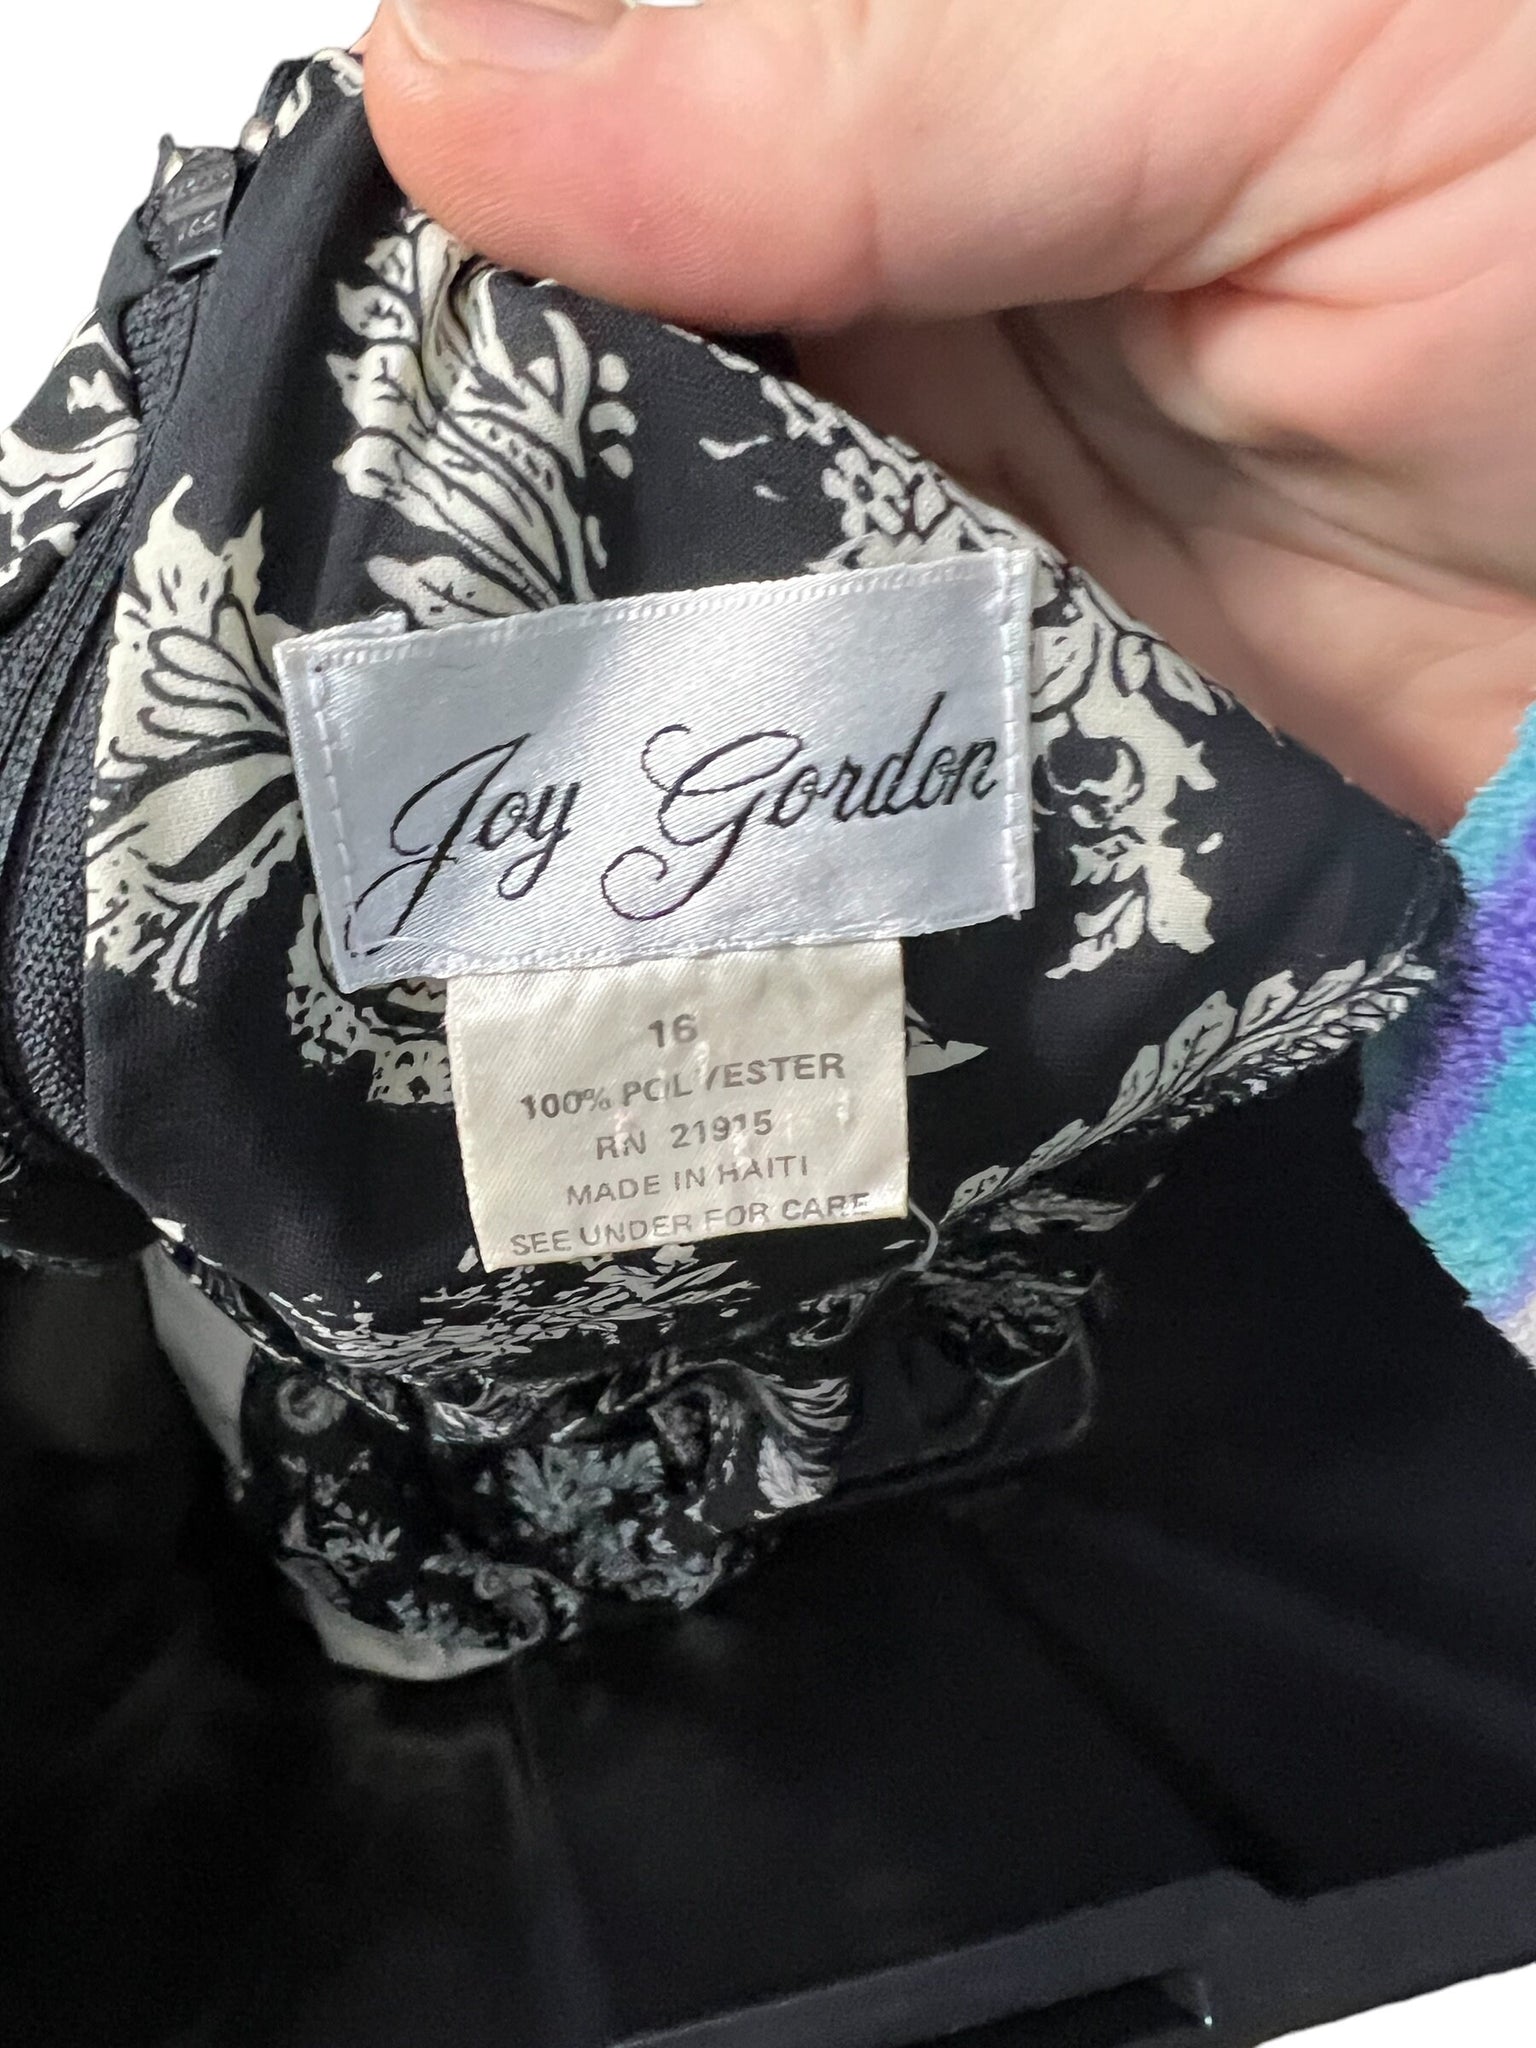 Joy Gordon
16
100% POLYESTER
RN 21915
MADE IN HAITI
SEE UNDER FOR CARE